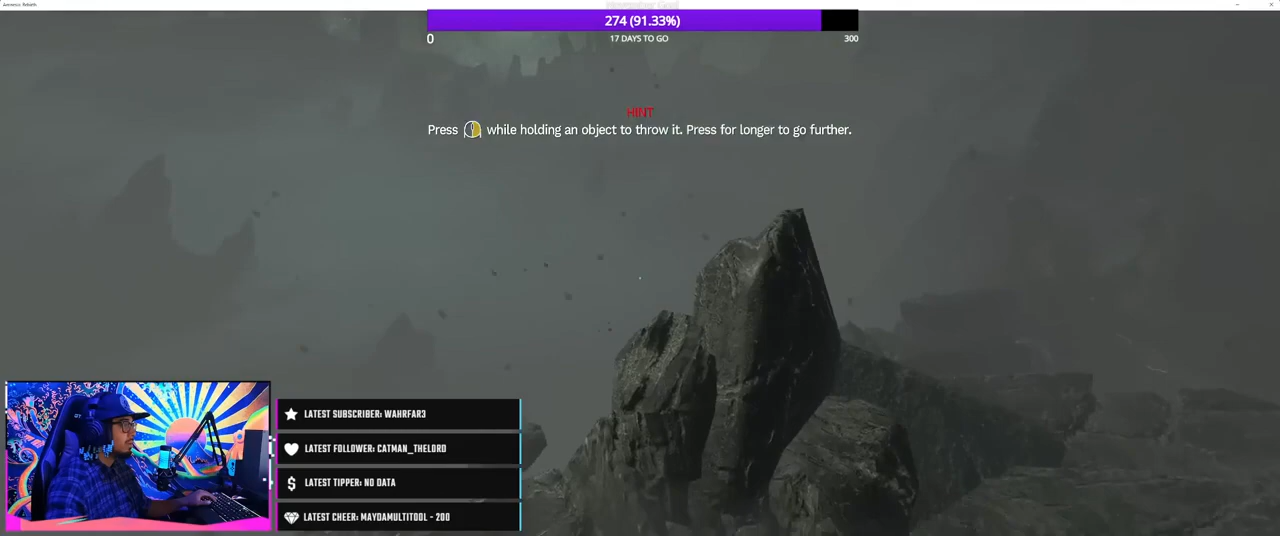 Amnesia: Rebirth
274 (91.33%)
0
17 DAYS TO GO
300
HINT
Press while holding an object to throw it. Press for longer to go further.
LATEST SUBSCRIBER: WAHRFAR3
LATEST FOLLOWER: CATMAN_THELORD
LATEST TIPPER: NO DATA
LATEST CHEER: MAYDAMULTITOOL - 200